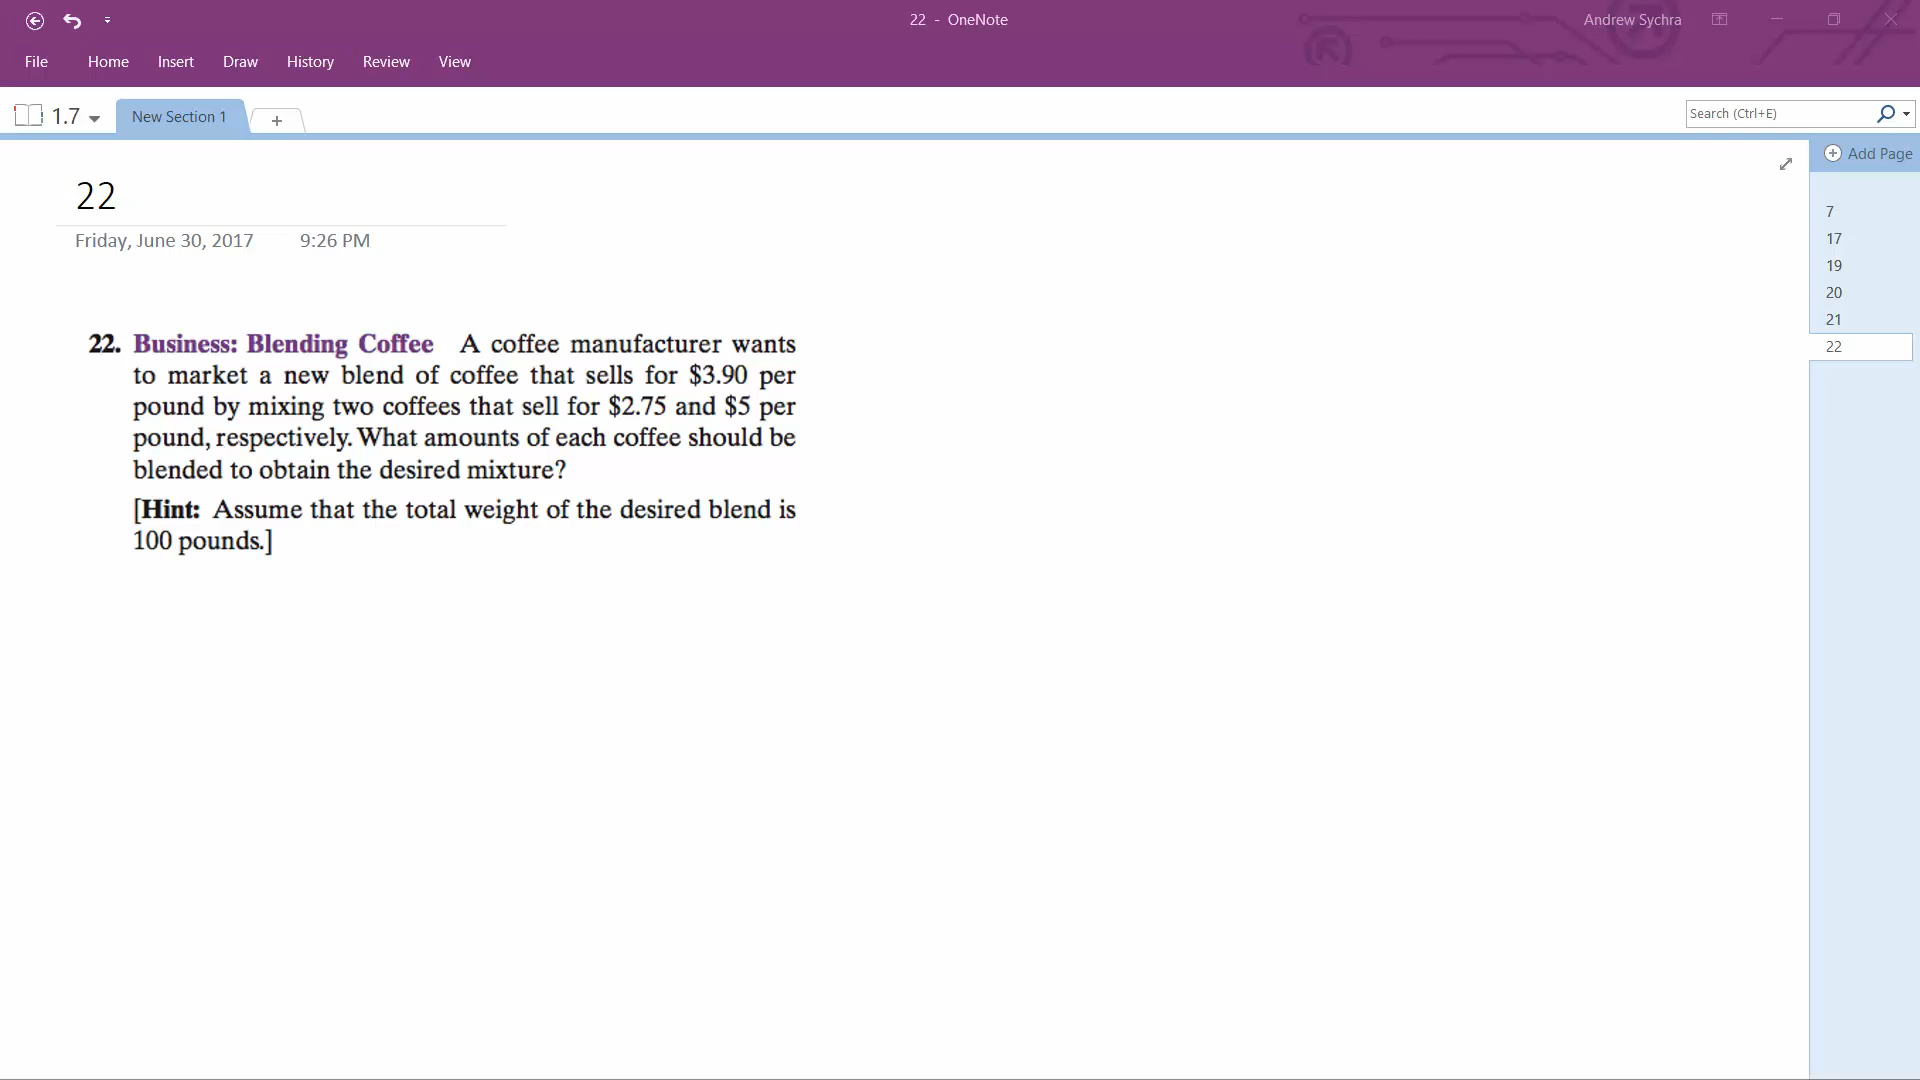 22 - OneNote
Andrew Sychra
File Home Insert Draw History Review View
1.7
New Section 1
+
Search (Ctrl+E)
Add Page
22
Friday, June 30, 2017 9:26 PM
22. Business: Blending Coffee A coffee manufacturer wants
to market a new blend of coffee that sells for $3.90 per
pound by mixing two coffees that sell for $2.75 and $5 per
pound, respectively. What amounts of each coffee should be
blended to obtain the desired mixture?
[Hint: Assume that the total weight of the desired blend is
100 pounds.]
7
17
19
20
21
22